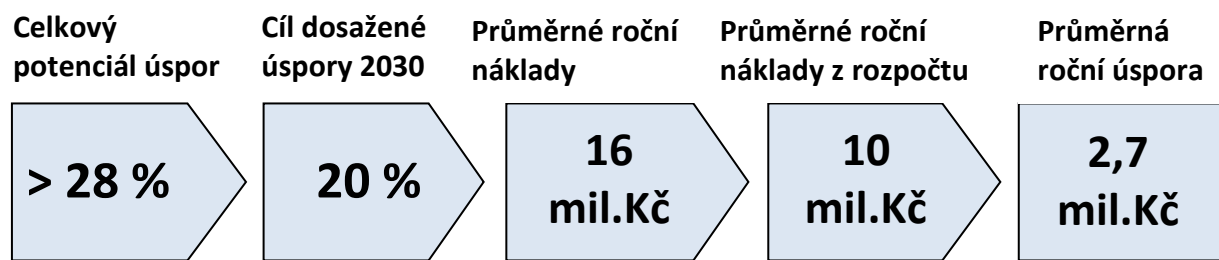 Celkový
potenciál úspor
> 28 %
Cíl dosažené
úspory 2030
20 %
Průměrné roční
náklady
16
mil.Kč
Průměrné roční
náklady z rozpočtu
10
mil.Kč
Průměrná
roční úspora
2,7
mil.Kč